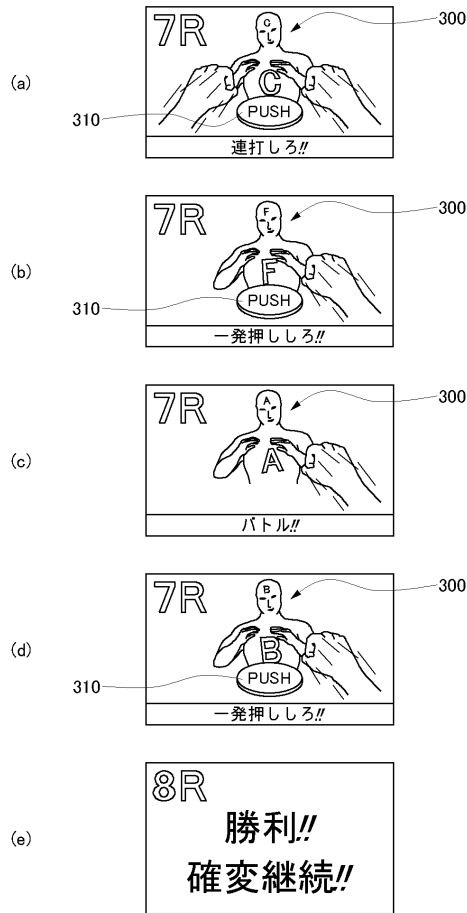 (a)
7R
300
C
C
310
PUSH
連打しろ!!
(b)
7R
300
F
F
310
PUSH
一発押ししろ!!
(c)
7R
300
A
A
バトル!!
(d)
7R
300
B
B
310
PUSH
一発押ししろ!!
(e)
8R
勝利!!
確変継続!!